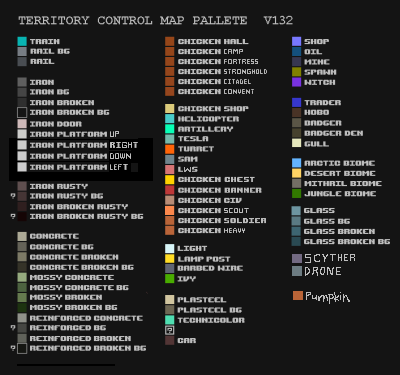 TERRITORY CONTROL MAP PALLETE V132
TRAIN
RAIL BG
RAIL
IRON
IRON BG
IRON BROKEN
IRON BROKEN BG
IRON DOOR
IRON PLATFORM UP
IRON PLATFORM RIGHT
IRON PLATFORM DOWN
IRON PLATFORM LEFT
IRON RUSTY
? IRON RUSTY BG
IRON BROKEN RUSTY
? IRON BROKEN RUSTY BG
CONCRETE
CONCRETE BG
CONCRETE BROKEN
CONCRETE BROKEN BG
MOSSY CONCRETE
MOSSY CONCRETE BG
MOSSY BROKEN
MOSSY BROKEN BG
REINFORCED CONCRETE
? REINFORCED BG
REINFORCED BROKEN
? REINFORCED BROKEN BG
CHICKEN HALL
CHICKEN CAMP
CHICKEN FORTRESS
CHICKEN STRONGHOLD
CHICKEN CITADEL
CHICKEN CONVENT
CHICKEN SHOP
HELICOPTER
ARTILLERY
TESLA
TURRET
SAM
LWS
CHICKEN CHEST
CHICKEN BANNER
CHICKEN CIV
CHICKEN SCOUT
CHICKEN SOLDIER
CHICKEN HEAVY
LIGHT
LAMP POST
BARBED WIRE
IVY
PLASTEEL
PLASTEEL BG
TECHNICOLOR
?
CAR
SHOP
OIL
MINE
SPAWN
WITCH
TRADER
HOBO
BADGER
BADGER DEN
GULL
ARCTIC BIOME
DESERT BIOME
MITHRIL BIOME
JUNGLE BIOME
GLASS
GLASS BG
GLASS BROKEN
GLASS BROKEN BG
SCYTHER
DRONE
Pumpkin